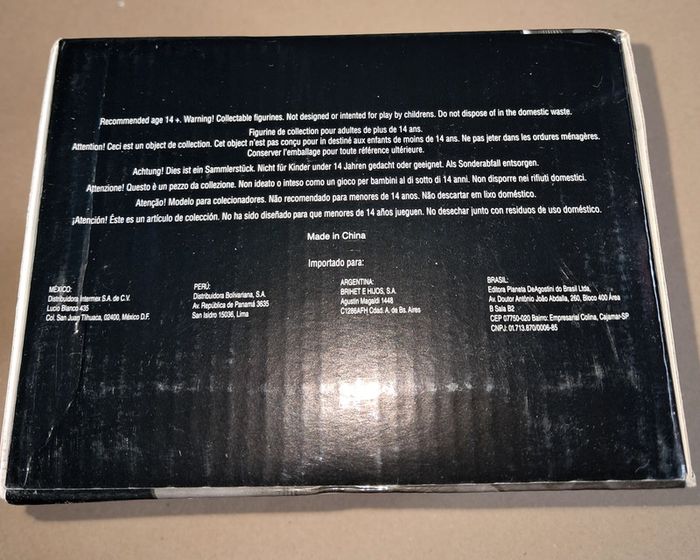 Recommended age 14 +. Warning! Collectable figurines. Not designed or intented for play by childrens. Do not dispose of in the domestic waste.
Figurine de collection pour adultes de plus de 14 ans.
Attention! Ceci est un object de collection. Cet object n'est pas conçu pour in destiné aux enfants de moins de 14 ans. Ne pas jeter dans les ordures ménagères.
Conserver l'emballage pour toute référence ultérieure.
Achtung! Dies ist ein Sammlerstück. Nicht für Kinder under 14 Jahren gedacht oder geeignet. Als Sonderabfall entsorgen.
Attenzione! Questo è un pezzo da collezione. Non ideato o inteso como un gioco per bambini al di sotto di 14 anni. Non disporre nei rifiuti domestici.
Atenção! Modelo para colecionadores. Não recomendado para menores de 14 anos. Não descartar em lixo doméstico.
¡Atención! Éste es un artículo de colección. No ha sido diseñado para que menores de 14 años jueguen. No desechar junto con residuos de uso doméstico.
Made in China
Importado para:
MÉXICO:
Distribuidora Intermex S.A. de C.V.
Lucio Blanco 435
Col. San Juan Tlihuaca, 02400, México D.F.
PERÚ:
Distribuidora Bolivariana, S.A.
Av. República de Panamá 3635
San Isidro 15036, Lima
ARGENTINA:
BRIHET E HIJOS, S.A.
Agustín Magaldi 1448
C1286AFH Cdad. A. de Bs. Aires
BRASIL:
Editora Planeta DeAgostini do Brasil Ltda,
Av. Doutor Antônio João Abdalla, 260, Bloco 400 Área
B Sala B2
CEP 07750-020 Bairro: Empresarial Colina, Cajamar-SP
CNPJ: 01.713.870/0006-85